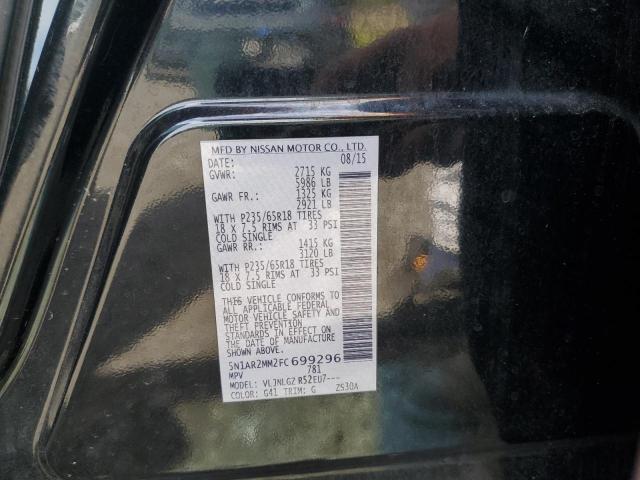 MFD BY NISSAN MOTOR CO., LTD.
DATE: 08/15
GVWR: 2715 KG
5986 LB
GAWR FR.: 1325 KG
2921 LB
WITH P235/65R18 TIRES
18 X 7.5 RIMS AT 33 PSI
COLD SINGLE
GAWR RR.: 1415 KG
3120 LB
WITH P235/65R18 TIRES
18 X 7.5 RIMS AT 33 PSI
COLD SINGLE
THIS VEHICLE CONFORMS TO
ALL APPLICABLE FEDERAL
MOTOR VEHICLE SAFETY AND
THEFT PREVENTION
STANDARDS IN EFFECT ON
THE DATE OF MANUFACTURE
SHOWN ABOVE.
5N1AR2MM2FC699296
MPV 781
MODEL: VLJNLGZ R52EU7---
COLOR: G41 TRIM: G ZS30A